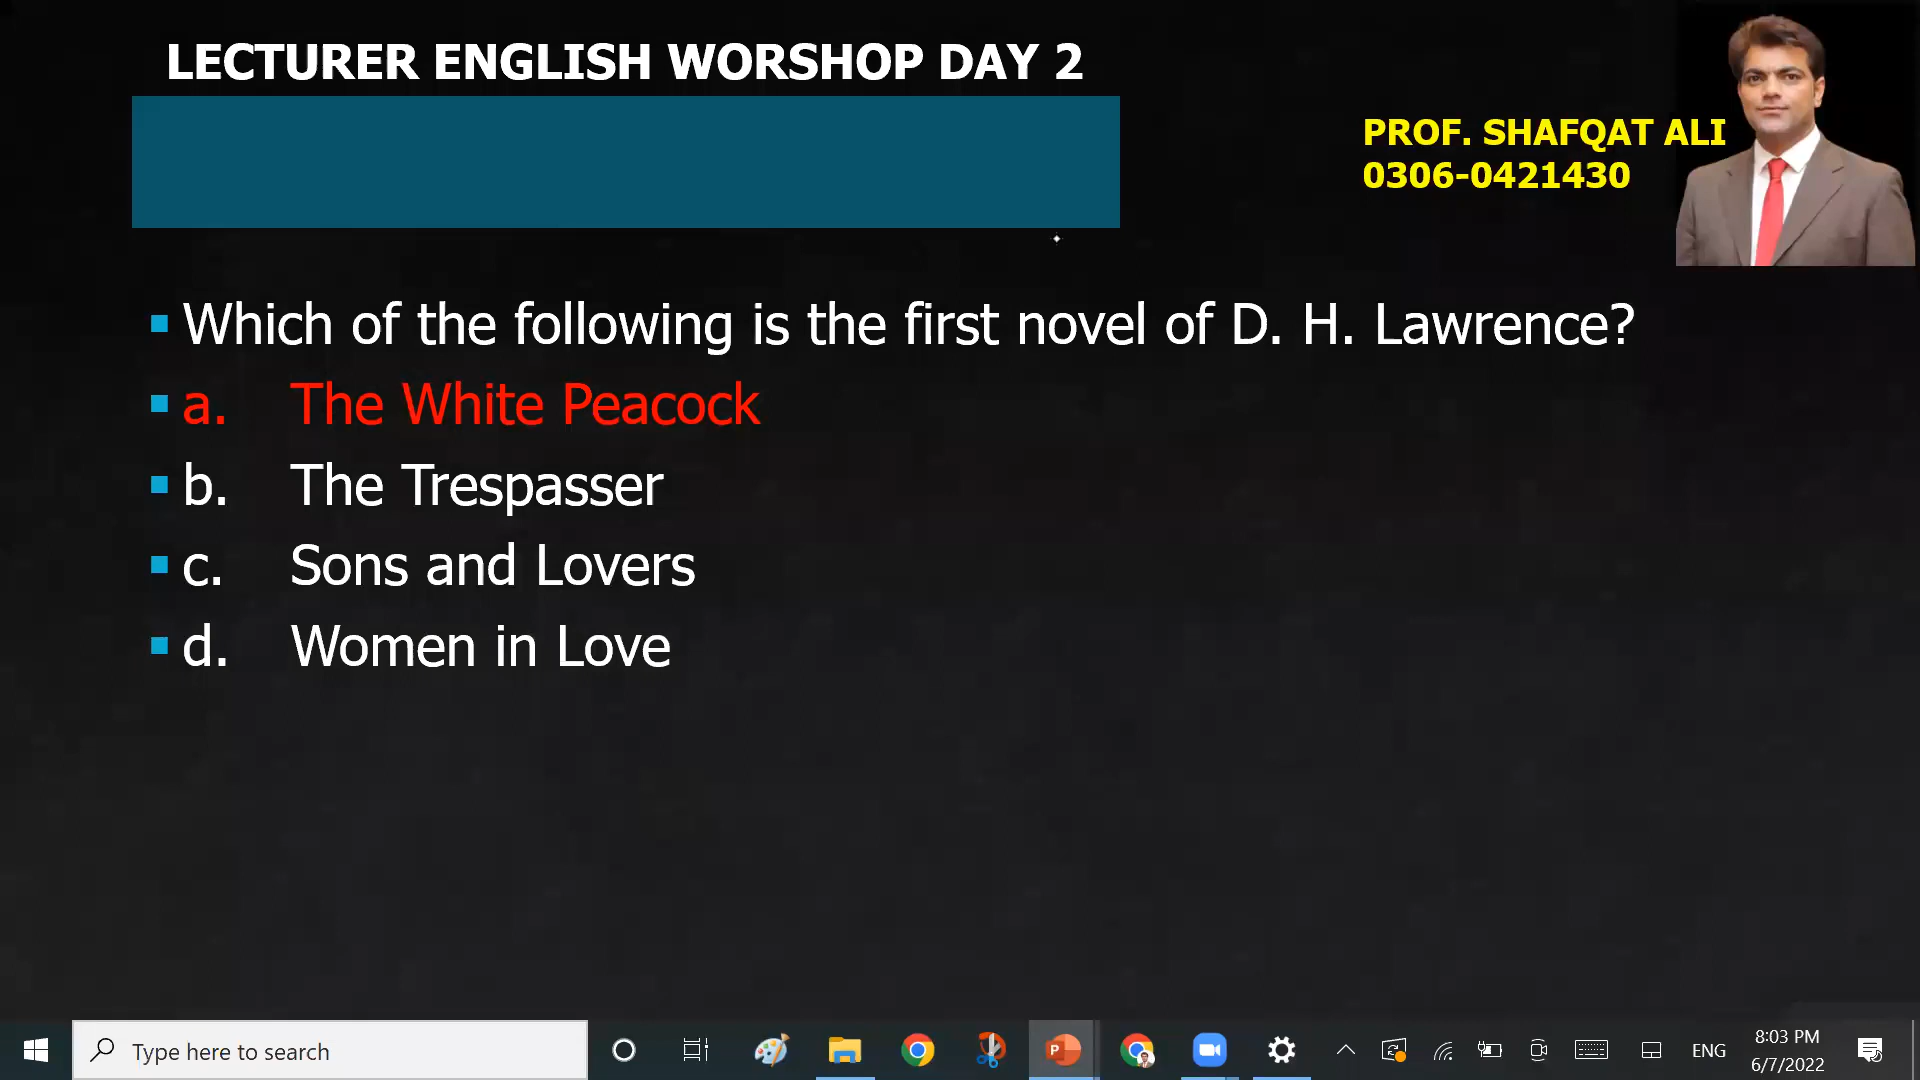 LECTURER ENGLISH WORSHOP DAY 2
PROF. SHAFQAT ALI
0306-0421430
Which of the following is the first novel of D. H. Lawrence?
a. The White Peacock
b. The Trespasser
c. Sons and Lovers
d. Women in Love
Type here to search
P
ENG
8:03 PM
6/7/2022